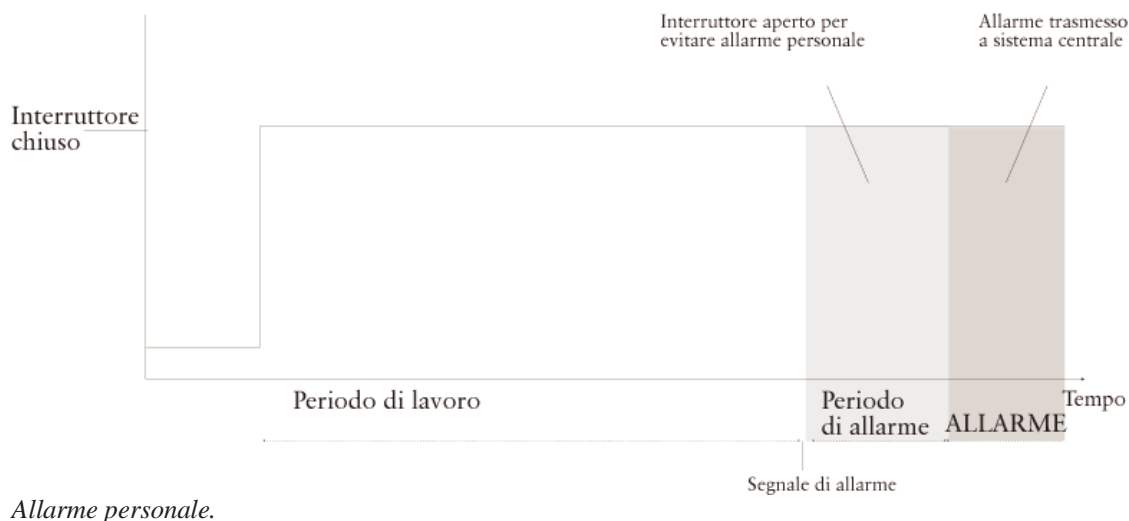 Interruttore aperto per
evitare allarme personale
Allarme trasmesso
a sistema centrale
Interruttore
chiuso
Periodo di lavoro
Periodo
di allarme
ALLARME
Tempo
Segnale di allarme
Allarme personale.